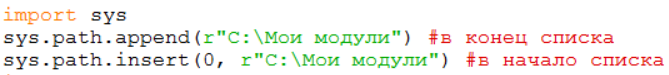 import sys
sys.path.append(r"C:\Мои модули") #в конец списка
sys.path.insert(0, r"C:\Мои модули") #в начало списка